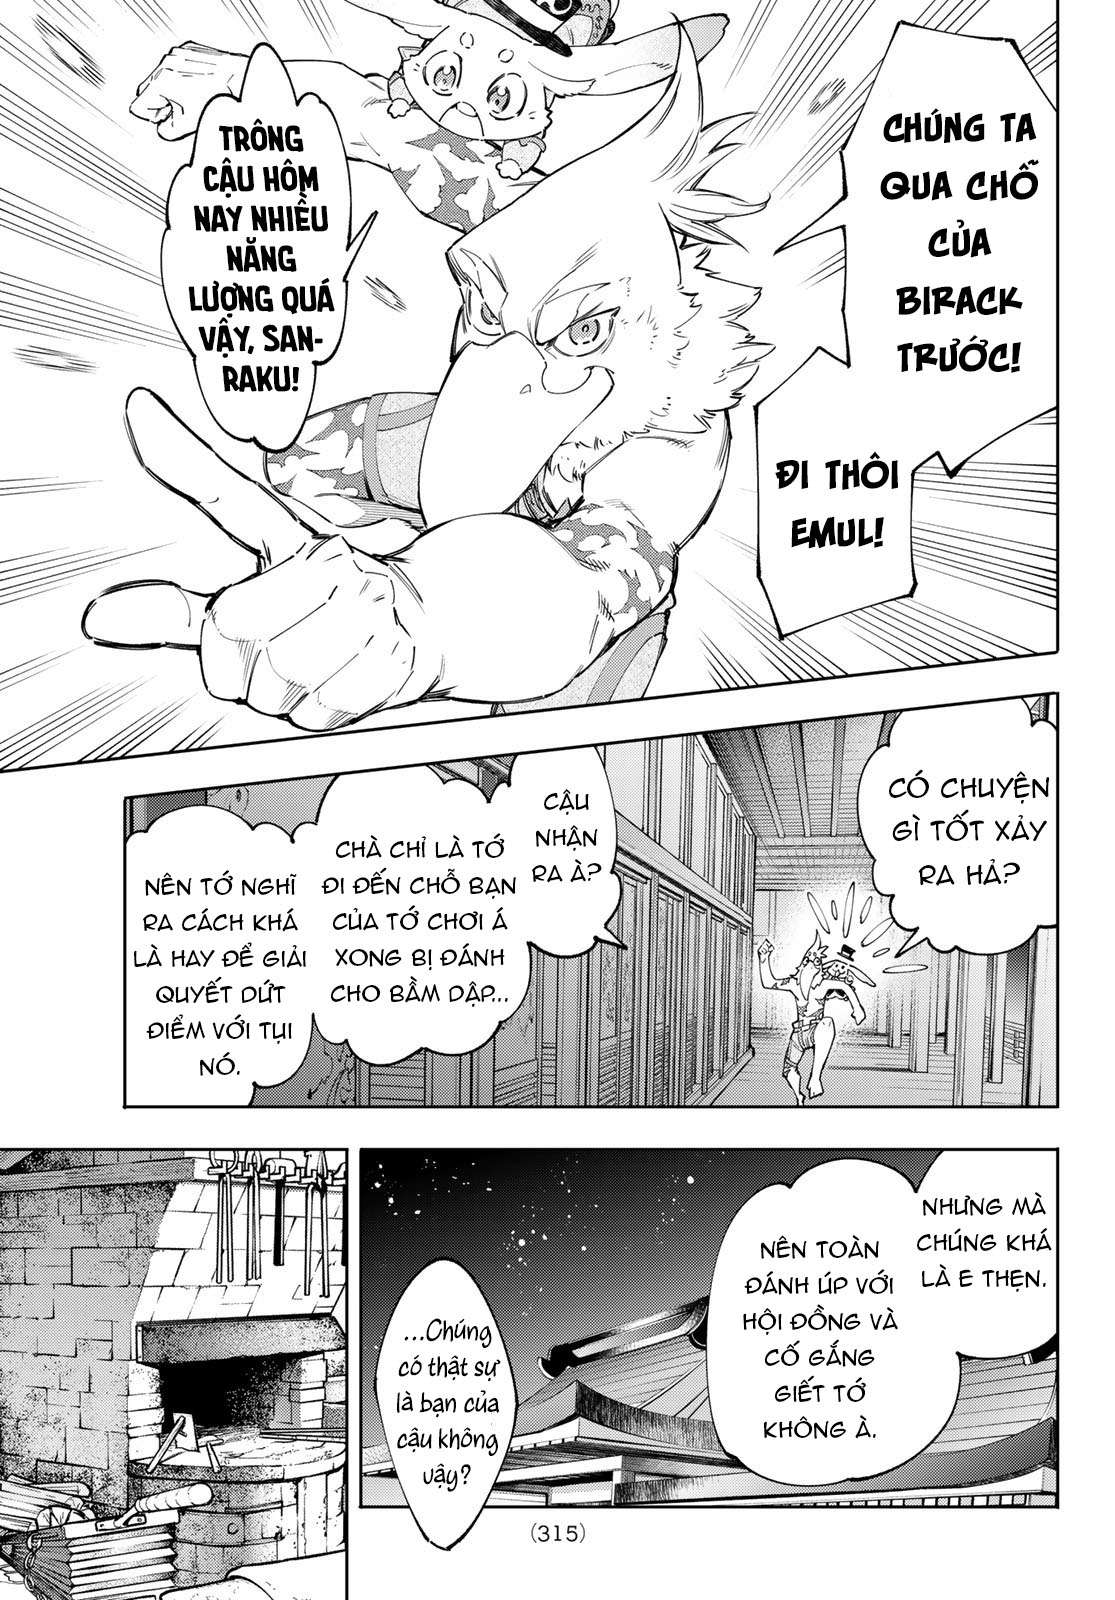 CHÚNG TA
QUA CHỖ
CỦA
BIRACK
TRƯỚC!
ĐI THÔI
EMUL!
TRÔNG
CẬU HÔM
NAY NHIỀU
NĂNG
LƯỢNG QUÁ
VẬY, SAN-
RAKU!
CÓ CHUYỆN
GÌ TỐT XẢY
RA HẢ?
CẬU
NHẬN
RA À?
CHÀ CHỈ LÀ TỚ
ĐI ĐẾN CHỖ BẠN
CỦA TỚ CHƠI Á
XONG BỊ ĐÁNH
CHO BẦM DẬP...
NÊN TỚ NGHĨ
RA CÁCH KHÁ
LÀ HAY ĐỂ GIẢI
QUYẾT DỨT
ĐIỂM VỚI TỤI
NÓ.
NHƯNG MÀ
CHÚNG KHÁ
LÀ E THẸN.
NÊN TOÀN
ĐÁNH ÚP VỚI
HỘI ĐỒNG VÀ
CỐ GẮNG
GIẾT TỚ
KHÔNG À.
...Chúng
có thật sự
là bạn của
cậu không
vậy?
(315)